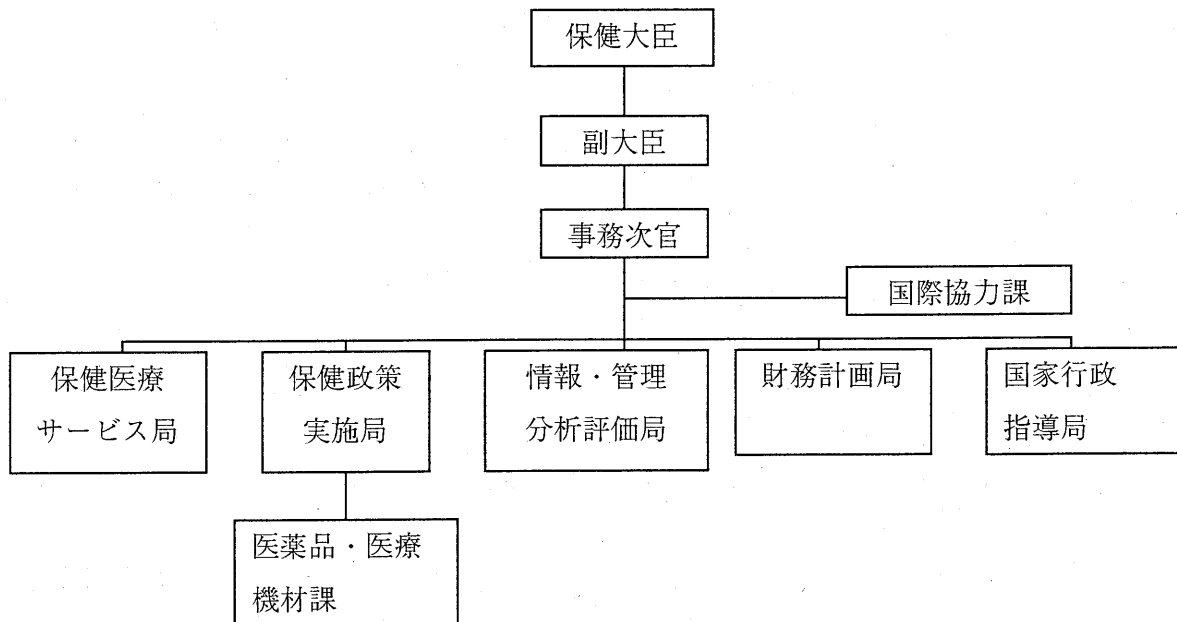 保健大臣
副大臣
事務次官
国際協力課
保健医療
サービス局
保健政策
実施局
情報・管理
分析評価局
財務計画局
国家行政
指導局
医薬品・医療
機材課